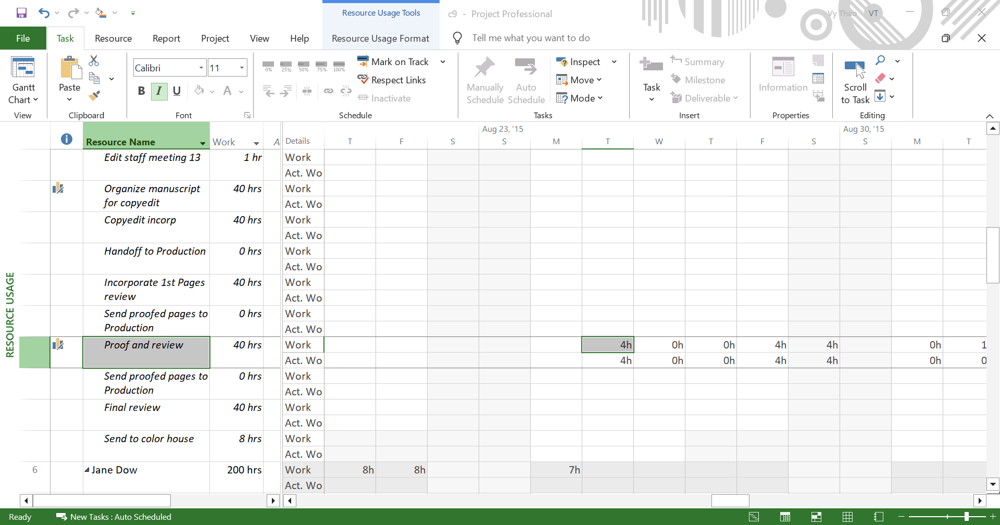 Resource Usage Tools
c9 - Project Professional
Vy Thao VT
File Task Resource Report Project View Help Resource Usage Format Tell me what you want to do
Gantt
Chart
View
Paste
Clipboard
Calibri 11
B I U A
Font
0% 25% 50% 75% 100%
Mark on Track
Respect Links
Inactivate
Schedule
Manually
Schedule
Auto
Schedule
Inspect
Move
Mode
Tasks
Task
Summary
Milestone
Deliverable
Insert
Information
Properties
Scroll
to Task
Editing
RESOURCE USAGE
Aug 23, '15 Aug 30, '15
Resource Name Work A Details T F S S M T W T F S S M T
Edit staff meeting 13 1 hr Work
Act. Wo
Organize manuscript 40 hrs Work
for copyedit Act. Wo
Copyedit incorp 40 hrs Work
Act. Wo
Handoff to Production 0 hrs Work
Act. Wo
Incorporate 1st Pages 40 hrs Work
review Act. Wo
Send proofed pages to 0 hrs Work
Production Act. Wo
Proof and review 40 hrs Work 4h 0h 0h 4h 4h 0h 1
Act. Wo 4h 0h 0h 4h 4h 0h 0
Send proofed pages to 0 hrs Work
Production Act. Wo
Final review 40 hrs Work
Act. Wo
Send to color house 8 hrs Work
Act. Wo
6 Jane Dow 200 hrs Work 8h 8h 7h
Act. Wo
Ready New Tasks : Auto Scheduled